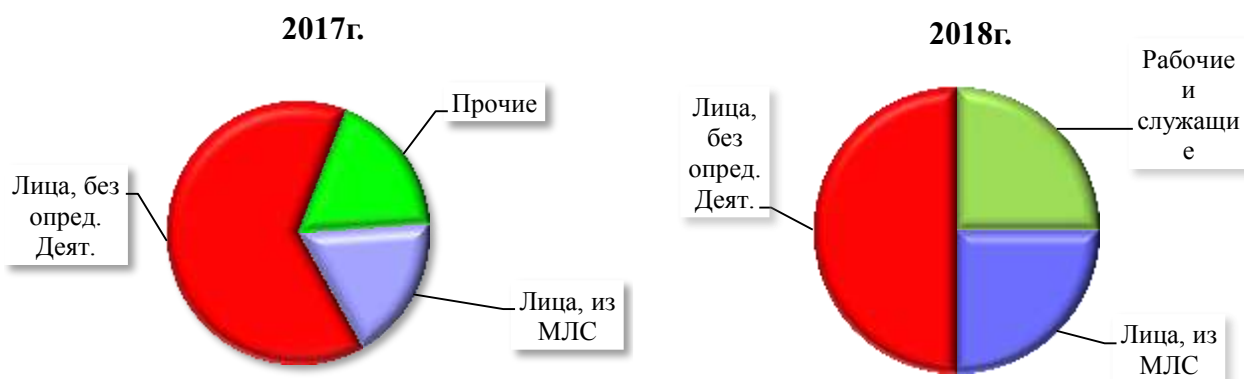 2017г.
Прочие
Лица, без
опред.
Деят.
Лица, из
МЛС
2018г.
Рабочие
и
служащи
е
Лица,
без
опред.
Деят.
Лица, из
МЛС